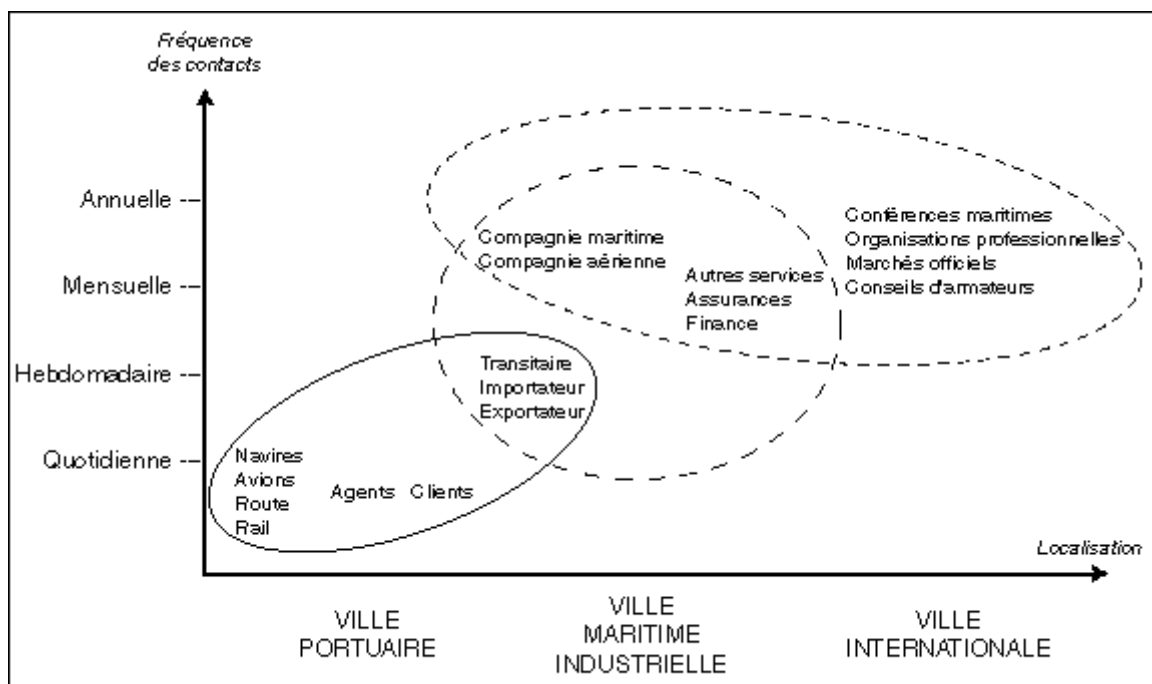 Fréquence
des contacts
Annuelle
Mensuelle
Hebdomadaire
Quotidienne
Conférences maritimes
Organisations professionnelles
Marchés officiels
Conseils d'armateurs
Compagnie maritime
Compagnie aérienne
Autres services
Assurances
Finance
Transitaire
Importateur
Exportateur
Navires
Avions
Route
Rail
Agents
Clients
Localisation
VILLE
PORTUAIRE
VILLE
MARITIME
INDUSTRIELLE
VILLE
INTERNATIONALE